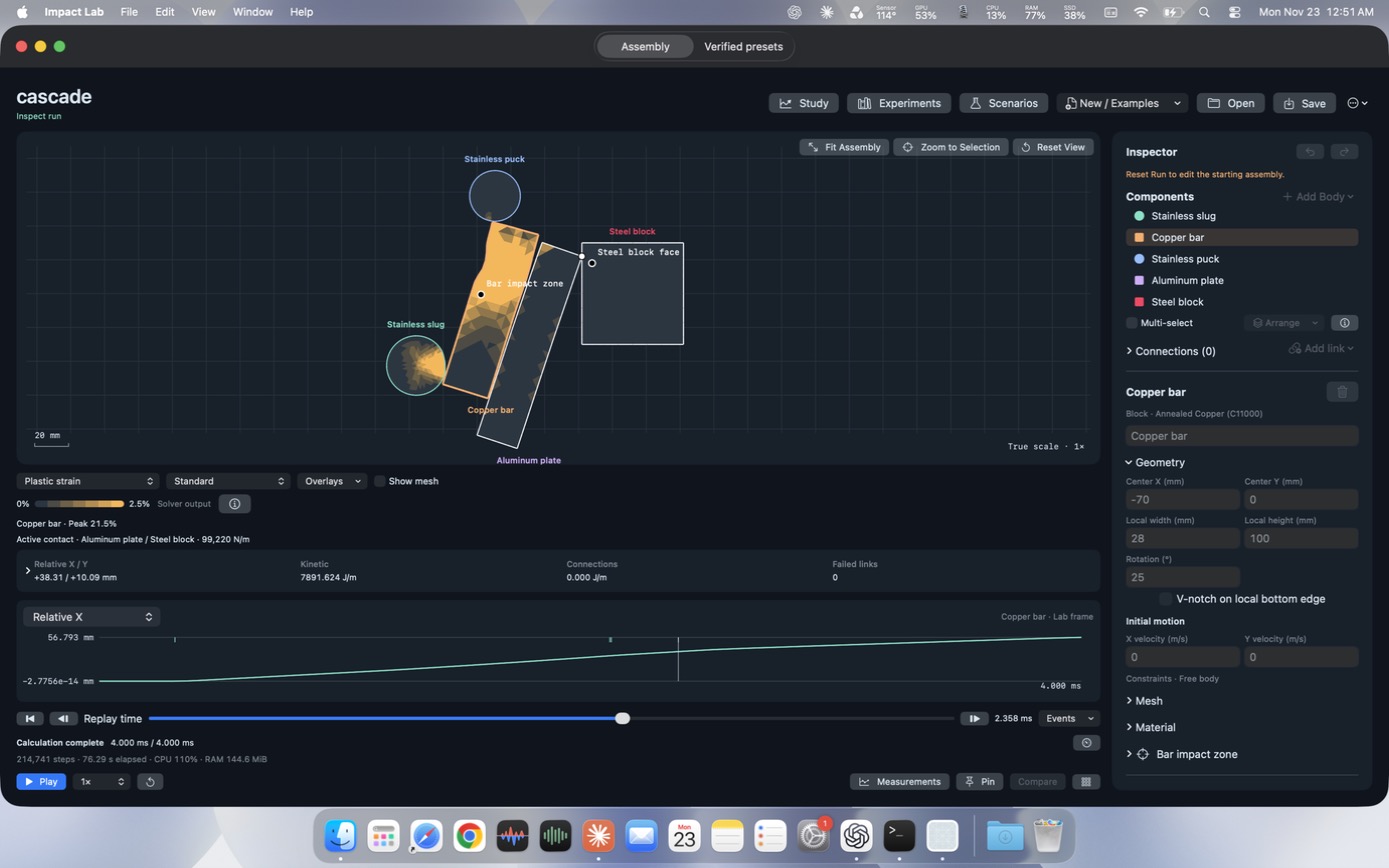 Impact Lab File Edit View Window Help Sensor 114° GPU 53% CPU 13% RAM 77% SSD 38% Mon Nov 23 12:51 AM
Assembly Verified presets
cascade
Inspect run
Study Experiments Scenarios New / Examples Open Save
Fit Assembly Zoom to Selection Reset View
Stainless puck
Steel block
Steel block face
Bar impact zone
Stainless slug
Copper bar
Aluminum plate
20 mm
True scale · 1×
Plastic strain Standard Overlays Show mesh
0% 2.5% Solver output
Copper bar · Peak 21.5%
Active contact · Aluminum plate / Steel block · 99,220 N/m
Relative X / Y Kinetic Connections Failed links
+38.31 / +10.09 mm 7891.624 J/m 0.000 J/m 0
Relative X Copper bar · Lab frame
56.793 mm
-2.7756e-14 mm
4.000 ms
Replay time 2.358 ms Events
Calculation complete 4.000 ms / 4.000 ms
214,741 steps · 76.29 s elapsed · CPU 110% · RAM 144.6 MiB
Play 1× Measurements Pin Compare
Inspector
Reset Run to edit the starting assembly.
Components Add Body
Stainless slug
Copper bar
Stainless puck
Aluminum plate
Steel block
Multi-select Arrange
Connections (0) Add link
Copper bar
Block · Annealed Copper (C11000)
Copper bar
Geometry
Center X (mm) Center Y (mm)
-70 0
Local width (mm) Local height (mm)
28 100
Rotation (°)
25
V-notch on local bottom edge
Initial motion
X velocity (m/s) Y velocity (m/s)
0 0
Constraints · Free body
Mesh
Material
Bar impact zone
Mon
23
1